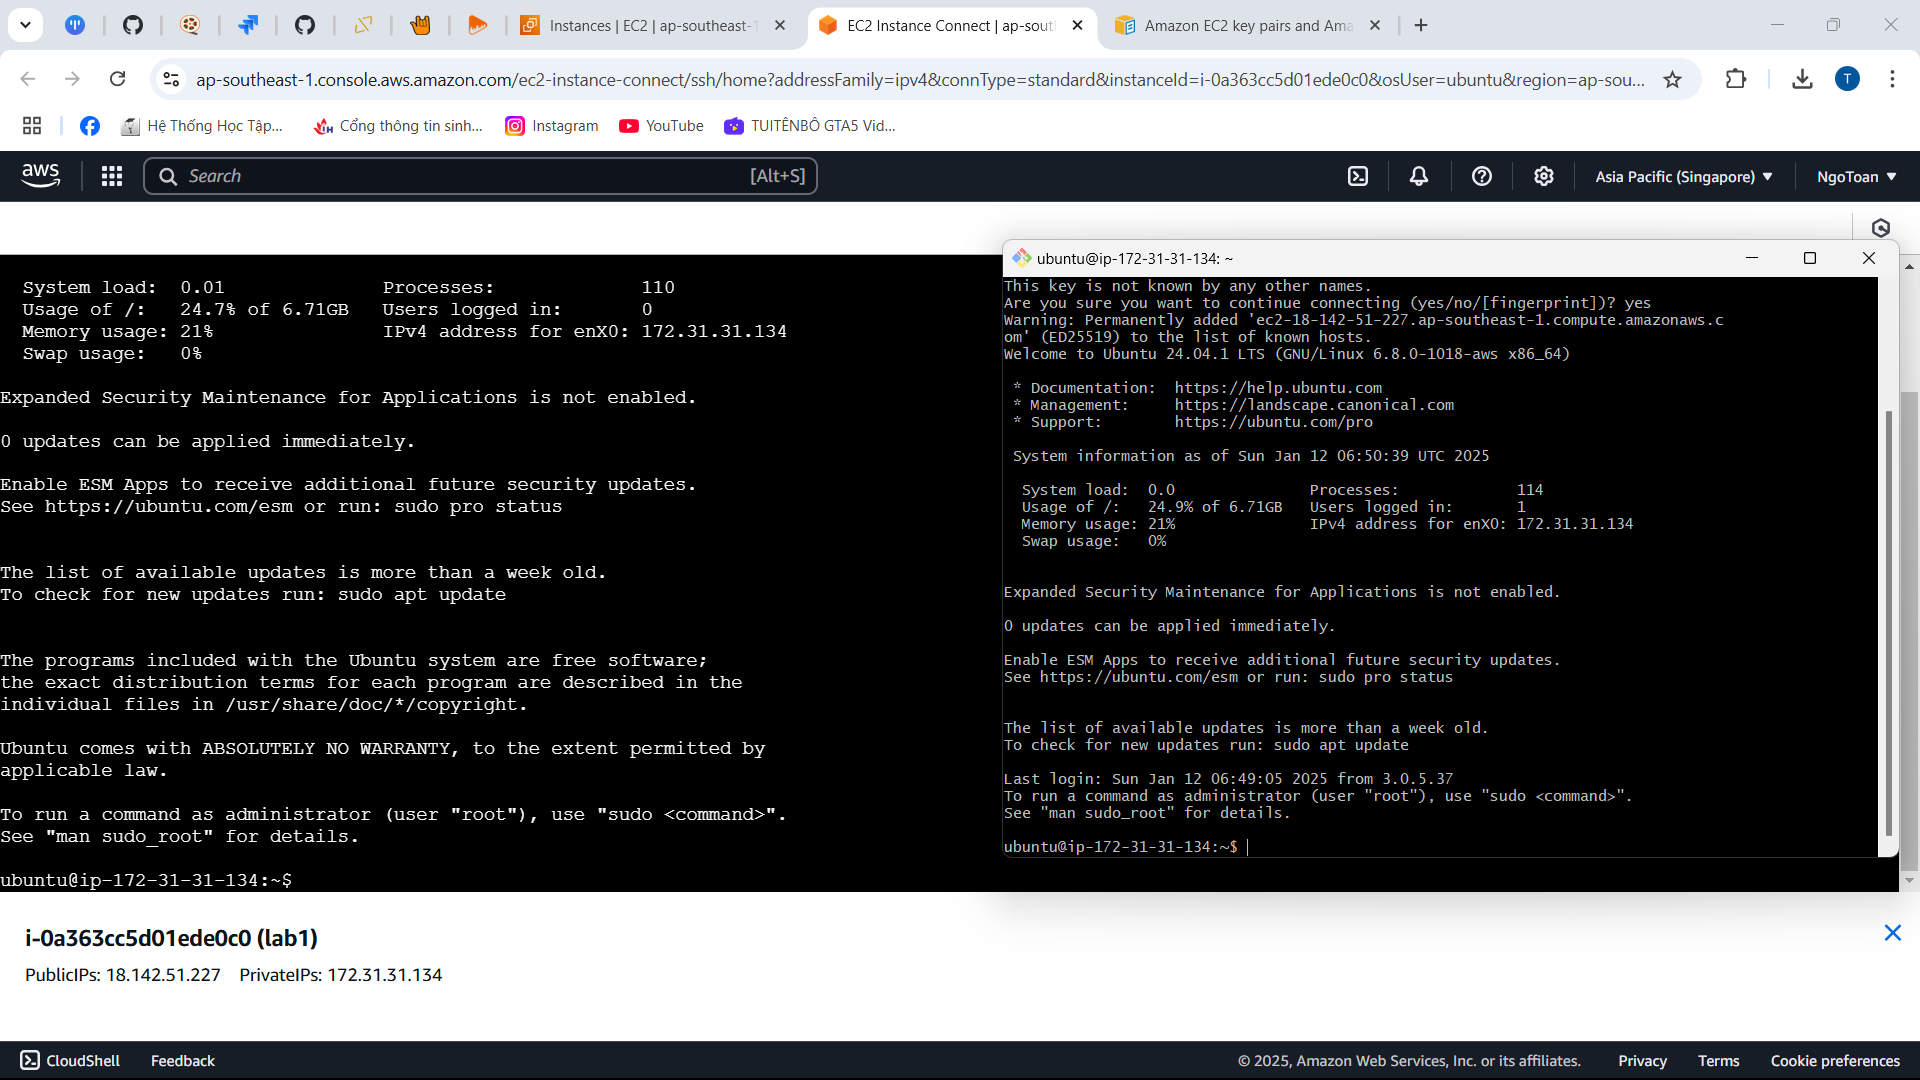 Instances | EC2 | ap-southeast-1
EC2 Instance Connect | ap-sout
Amazon EC2 key pairs and Ama
ap-southeast-1.console.aws.amazon.com/ec2-instance-connect/ssh/home?addressFamily=ipv4&connType=standard&instanceId=i-0a363cc5d01ede0c0&osUser=ubuntu&region=ap-sou...
T
Hệ Thống Học Tập...
Cổng thông tin sinh...
Instagram
YouTube
TUITÊNBÔ GTA5 Vid...
aws
Search
[Alt+S]
Asia Pacific (Singapore)
NgoToan
System load: 0.01 Processes: 110
Usage of /: 24.7% of 6.71GB Users logged in: 0
Memory usage: 21% IPv4 address for enX0: 172.31.31.134
Swap usage: 0%
Expanded Security Maintenance for Applications is not enabled.
0 updates can be applied immediately.
Enable ESM Apps to receive additional future security updates.
See https://ubuntu.com/esm or run: sudo pro status
The list of available updates is more than a week old.
To check for new updates run: sudo apt update
The programs included with the Ubuntu system are free software;
the exact distribution terms for each program are described in the
individual files in /usr/share/doc/*/copyright.
Ubuntu comes with ABSOLUTELY NO WARRANTY, to the extent permitted by
applicable law.
To run a command as administrator (user "root"), use "sudo <command>".
See "man sudo_root" for details.
ubuntu@ip-172-31-31-134:~$
ubuntu@ip-172-31-31-134: ~
This key is not known by any other names.
Are you sure you want to continue connecting (yes/no/[fingerprint])? yes
Warning: Permanently added 'ec2-18-142-51-227.ap-southeast-1.compute.amazonaws.c
om' (ED25519) to the list of known hosts.
Welcome to Ubuntu 24.04.1 LTS (GNU/Linux 6.8.0-1018-aws x86_64)
* Documentation: https://help.ubuntu.com
* Management: https://landscape.canonical.com
* Support: https://ubuntu.com/pro
System information as of Sun Jan 12 06:50:39 UTC 2025
System load: 0.0 Processes: 114
Usage of /: 24.9% of 6.71GB Users logged in: 1
Memory usage: 21% IPv4 address for enX0: 172.31.31.134
Swap usage: 0%
Expanded Security Maintenance for Applications is not enabled.
0 updates can be applied immediately.
Enable ESM Apps to receive additional future security updates.
See https://ubuntu.com/esm or run: sudo pro status
The list of available updates is more than a week old.
To check for new updates run: sudo apt update
Last login: Sun Jan 12 06:49:05 2025 from 3.0.5.37
To run a command as administrator (user "root"), use "sudo <command>".
See "man sudo_root" for details.
ubuntu@ip-172-31-31-134:~$
i-0a363cc5d01ede0c0 (lab1)
PublicIPs: 18.142.51.227 PrivateIPs: 172.31.31.134
CloudShell
Feedback
© 2025, Amazon Web Services, Inc. or its affiliates.
Privacy
Terms
Cookie preferences